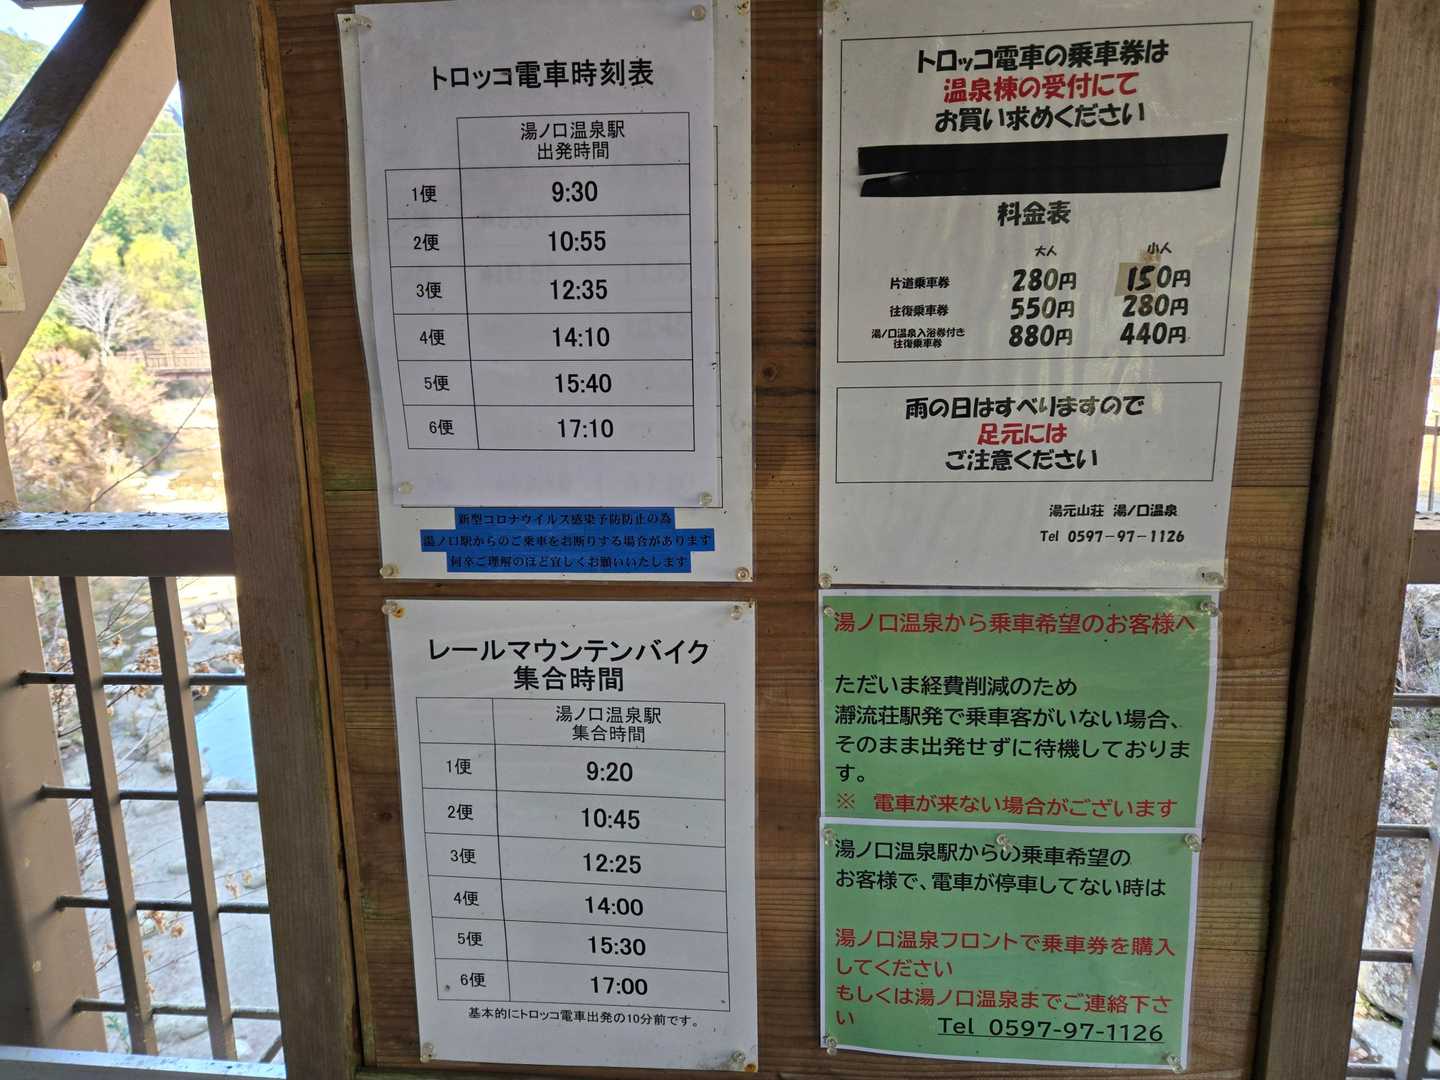 トロッコ電車時刻表
湯ノ口温泉駅
出発時間
1便 9:30
2便 10:55
3便 12:35
4便 14:10
5便 15:40
6便 17:10
新型コロナウイルス感染予防防止の為
湯ノ口駅からのご乗車をお断りする場合があります
何卒ご理解のほど宜しくお願いいたします
レールマウンテンバイク
集合時間
湯ノ口温泉駅
集合時間
1便 9:20
2便 10:45
3便 12:25
4便 14:00
5便 15:30
6便 17:00
基本的にトロッコ電車出発の10分前です。
トロッコ電車の乗車券は
温泉棟の受付にて
お買い求めください
料金表
大人 小人
片道乗車券 280円 150円
往復乗車券 550円 280円
湯ノ口温泉入浴券付き
往復乗車券 880円 440円
雨の日はすべりますので
足元には
ご注意ください
湯元山荘 湯ノ口温泉
Tel 0597-97-1126
湯ノ口温泉から乗車希望のお客様へ
ただいま経費削減のため
瀞流荘駅発で乗車客がいない場合、
そのまま出発せずに待機しておりま
す。
※ 電車が来ない場合がございます
湯ノ口温泉駅からの乗車希望の
お客様で、電車が停車してない時は
湯ノ口温泉フロントで乗車券を購入
してください
もしくは湯ノ口温泉までご連絡下さ
い
Tel 0597-97-1126